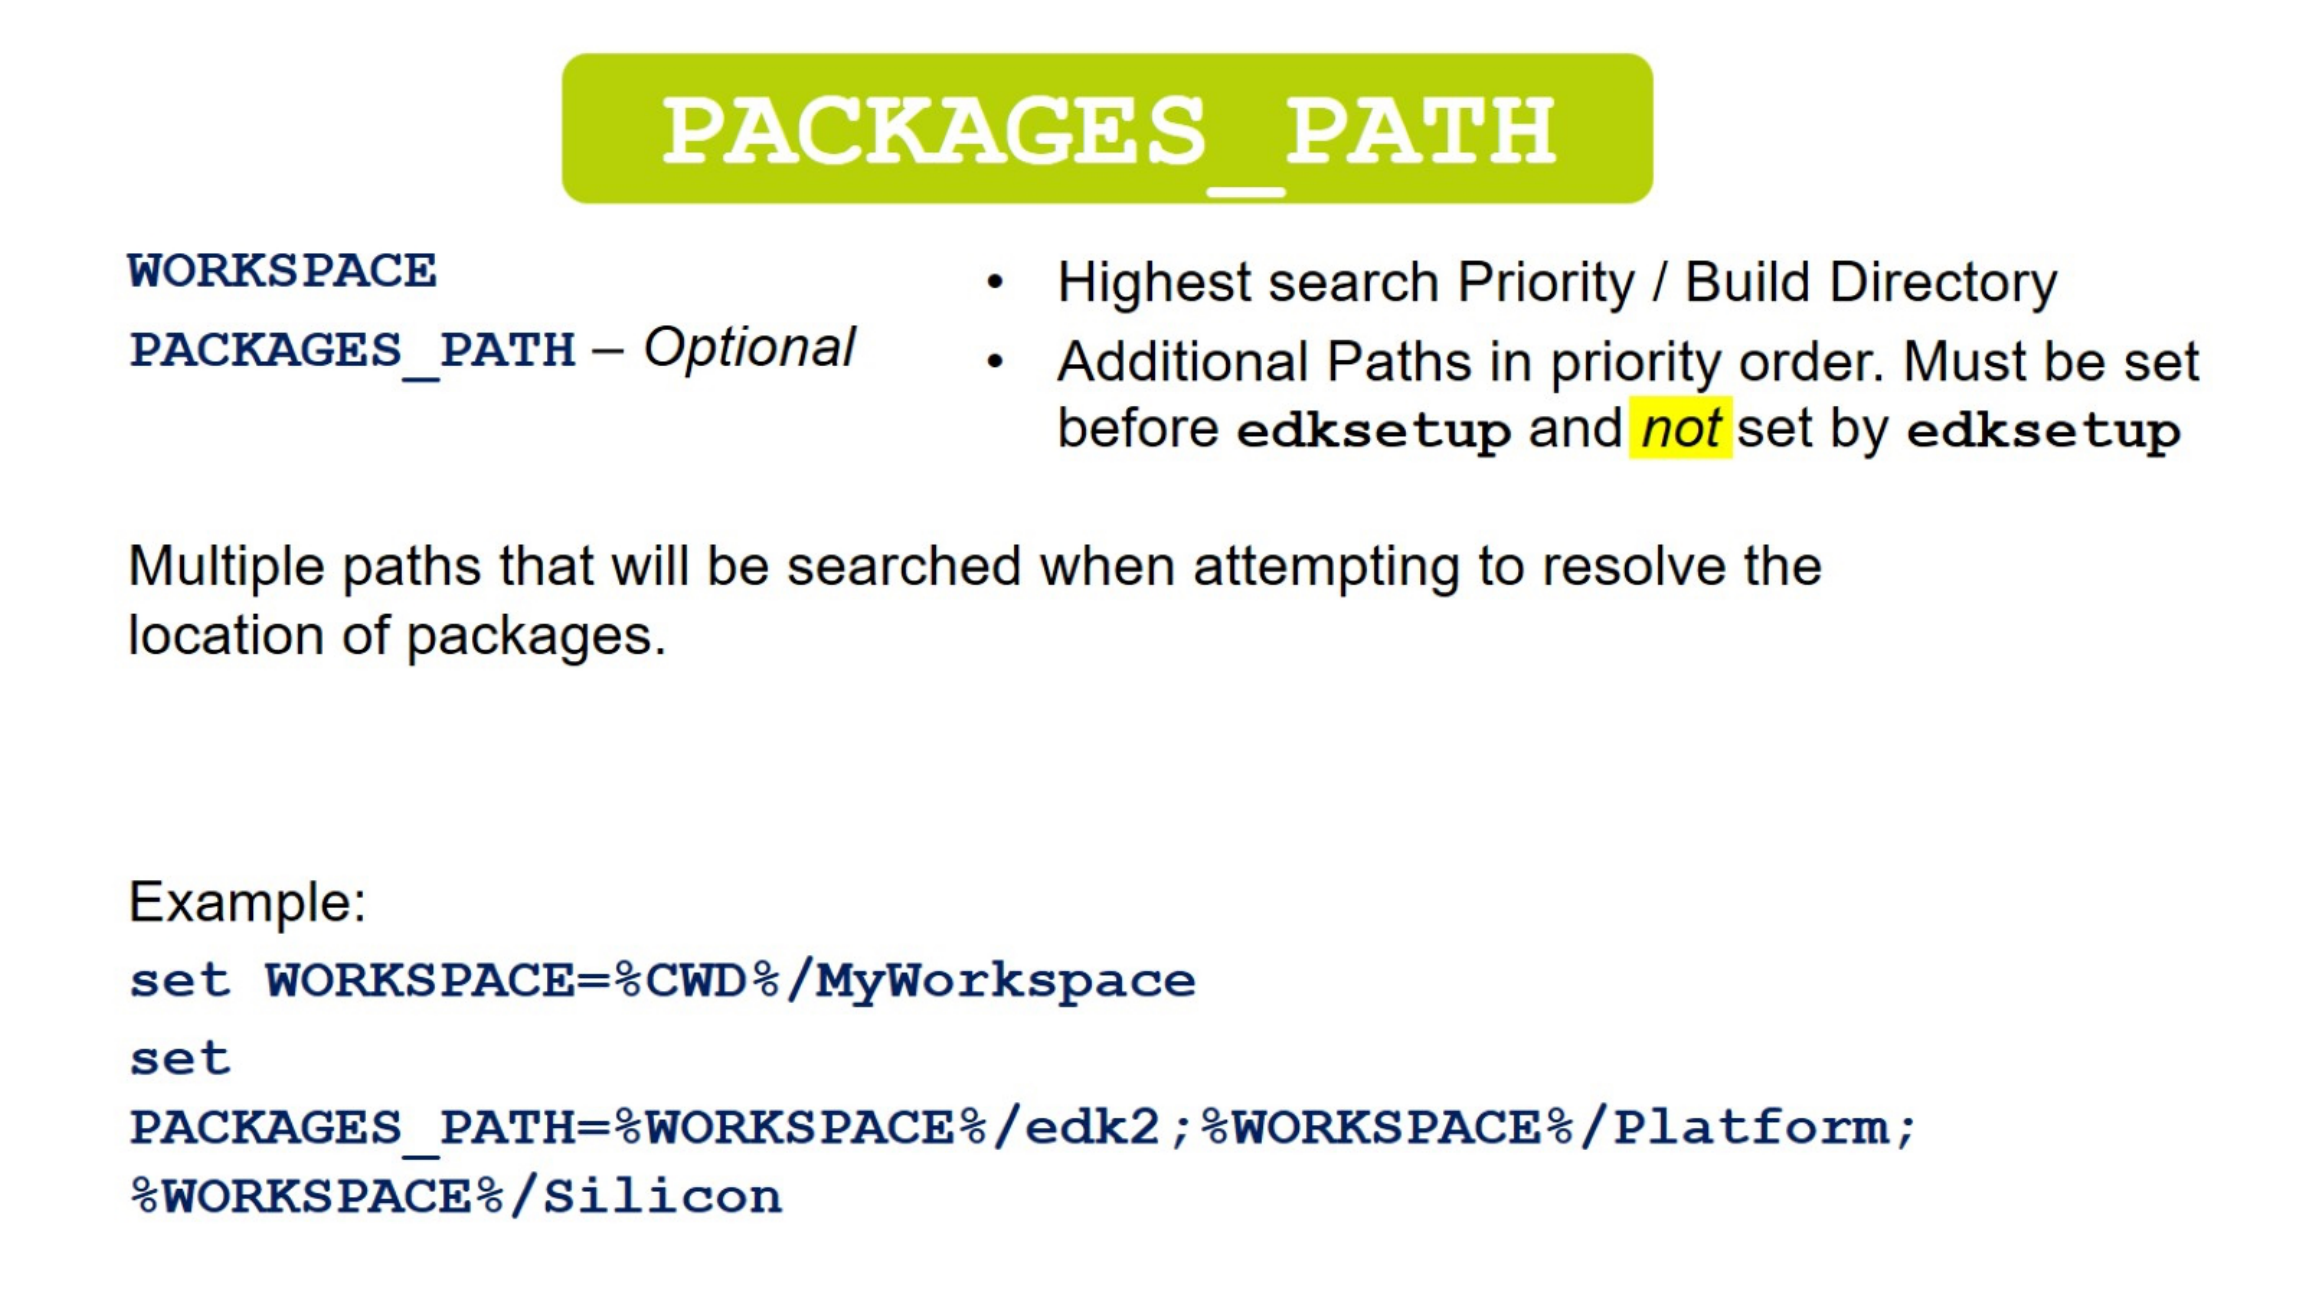 PACKAGES_PATH
WORKSPACE
PACKAGES_PATH – Optional
• Highest search Priority / Build Directory
• Additional Paths in priority order. Must be set
before edksetup and not set by edksetup
Multiple paths that will be searched when attempting to resolve the
location of packages.
Example:
set WORKSPACE=%CWD%/MyWorkspace
set
PACKAGES_PATH=%WORKSPACE%/edk2;%WORKSPACE%/Platform;
%WORKSPACE%/Silicon